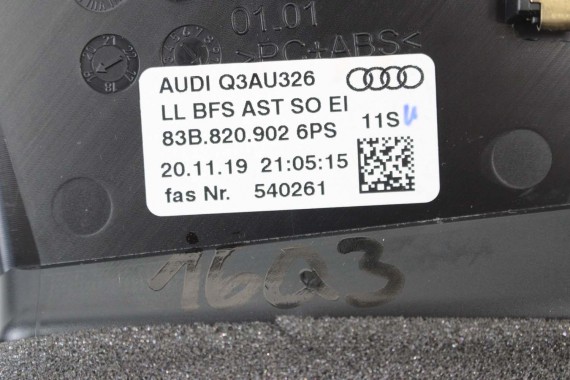 01.01
>PC+ABS<
AUDI Q3AU326
LL BFS AST SO EI
83B.820.902 6PS 11S
20.11.19 21:05:15
fas Nr. 540261
16Q3